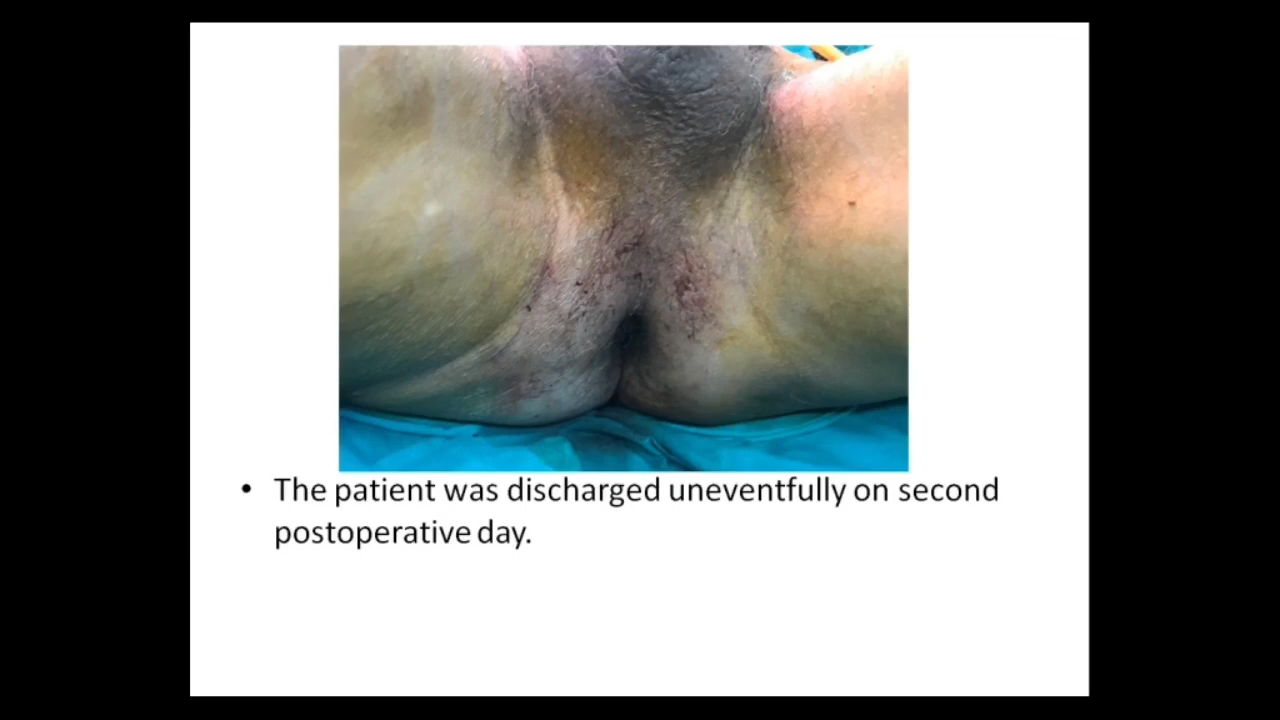 • The patient was discharged uneventfully on second
postoperative day.